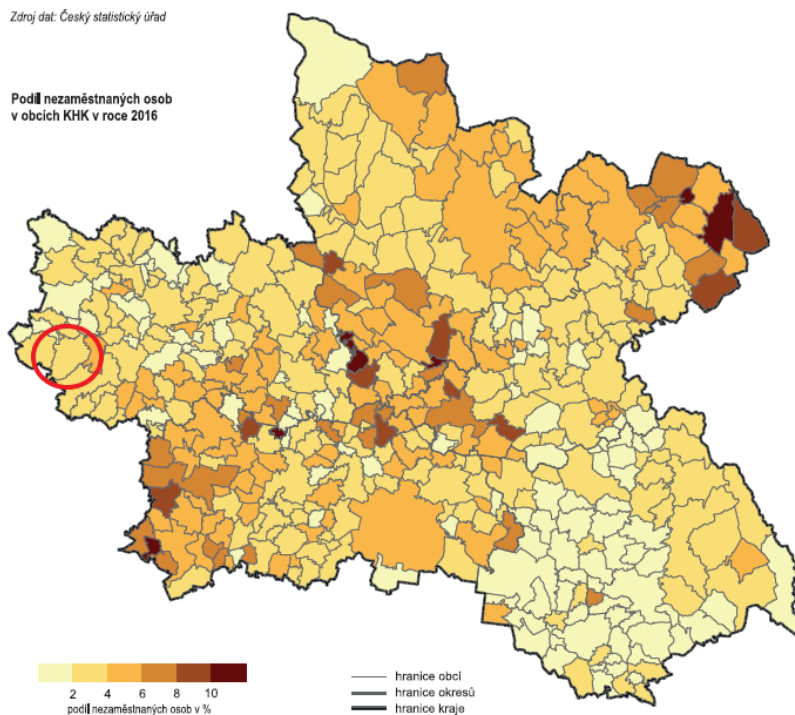 Zdroj dat: Český statistický úřad
Podíl nezaměstnaných osob
v obcích KHK v roce 2016
2 4 6 8 10
podíl nezaměstnaných osob v %
hranice obcí
hranice okresů
hranice kraje